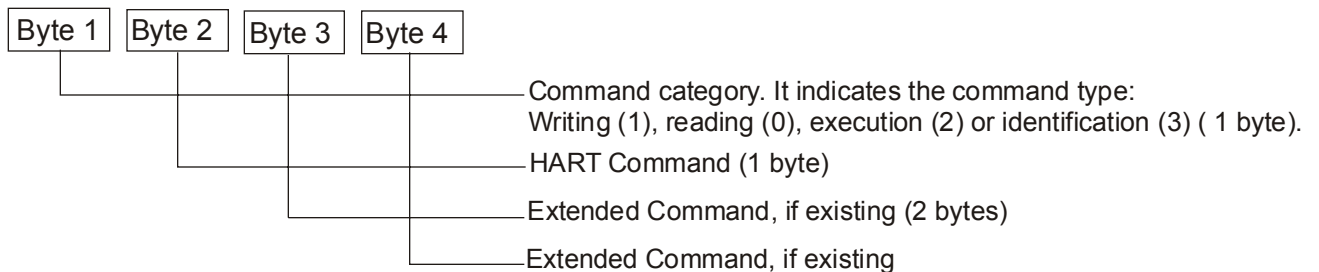 Byte 1 Byte 2 Byte 3 Byte 4
Command category. It indicates the command type:
Writing (1), reading (0), execution (2) or identification (3) ( 1 byte).
HART Command (1 byte)
Extended Command, if existing (2 bytes)
Extended Command, if existing